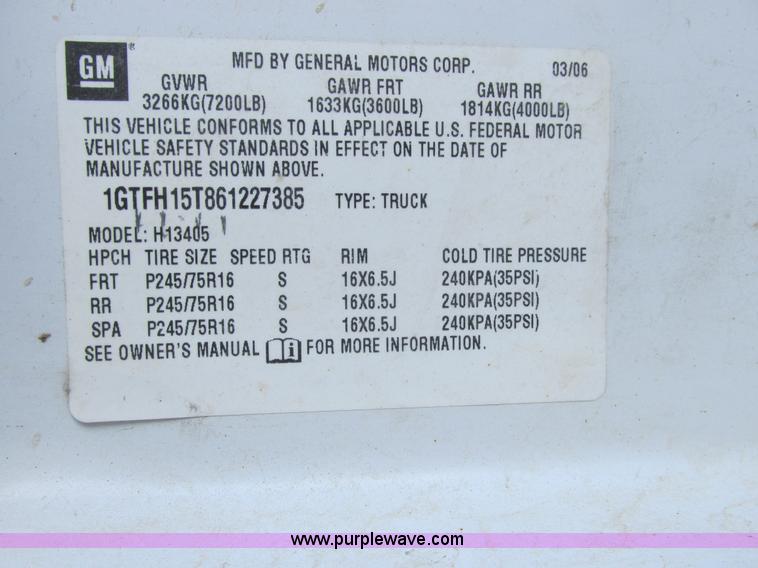 GM
MFD BY GENERAL MOTORS CORP. 03/06
GVWR GAWR FRT GAWR RR
3266KG(7200LB) 1633KG(3600LB) 1814KG(4000LB)
THIS VEHICLE CONFORMS TO ALL APPLICABLE U.S. FEDERAL MOTOR
VEHICLE SAFETY STANDARDS IN EFFECT ON THE DATE OF
MANUFACTURE SHOWN ABOVE.
1GTFH15T861227385 TYPE: TRUCK
MODEL: H13405
HPCH TIRE SIZE SPEED RTG RIM COLD TIRE PRESSURE
FRT P245/75R16 S 16X6.5J 240KPA(35PSI)
RR P245/75R16 S 16X6.5J 240KPA(35PSI)
SPA P245/75R16 S 16X6.5J 240KPA(35PSI)
SEE OWNER'S MANUAL i FOR MORE INFORMATION.
www.purplewave.com